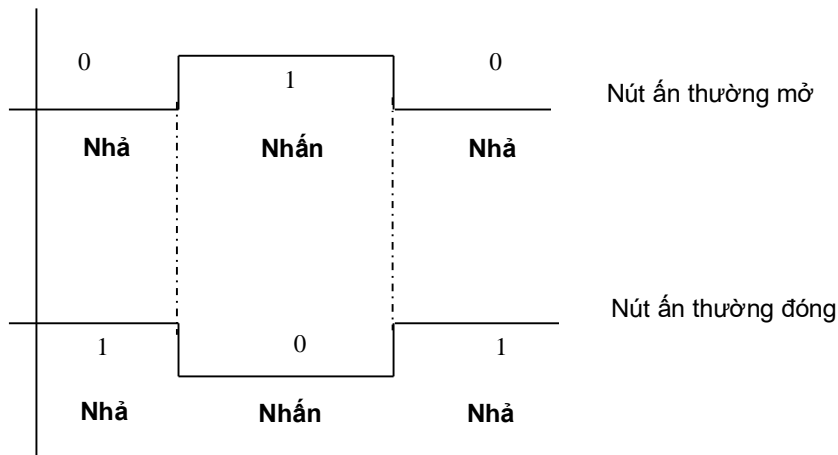 0 1 0
Nút ấn thường mở
Nhả Nhấn Nhả
Nút ấn thường đóng
1 0 1
Nhả Nhấn Nhả